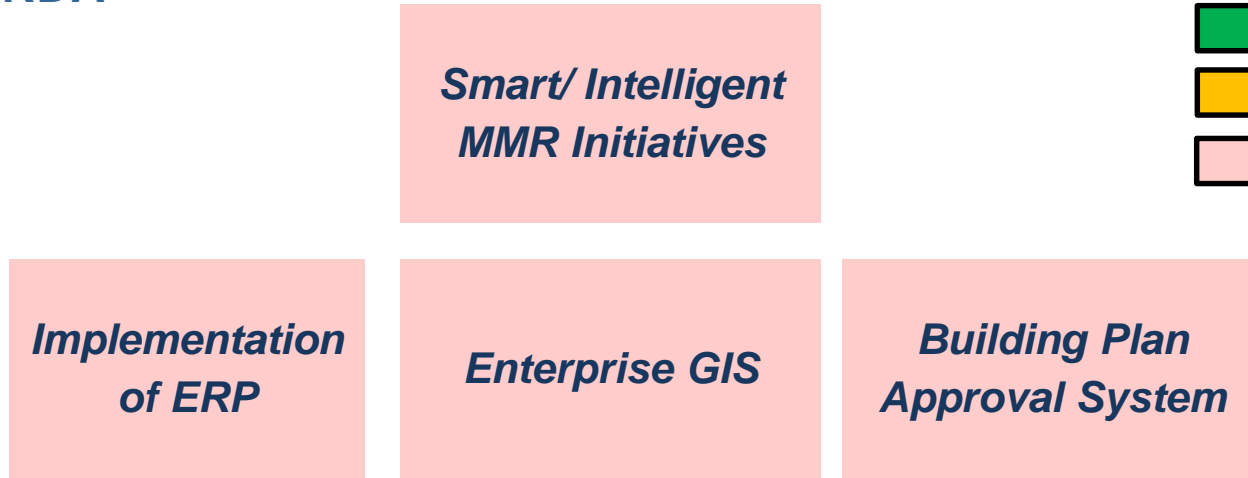 Smart/ Intelligent
MMR Initiatives
Implementation
of ERP
Enterprise GIS
Building Plan
Approval System